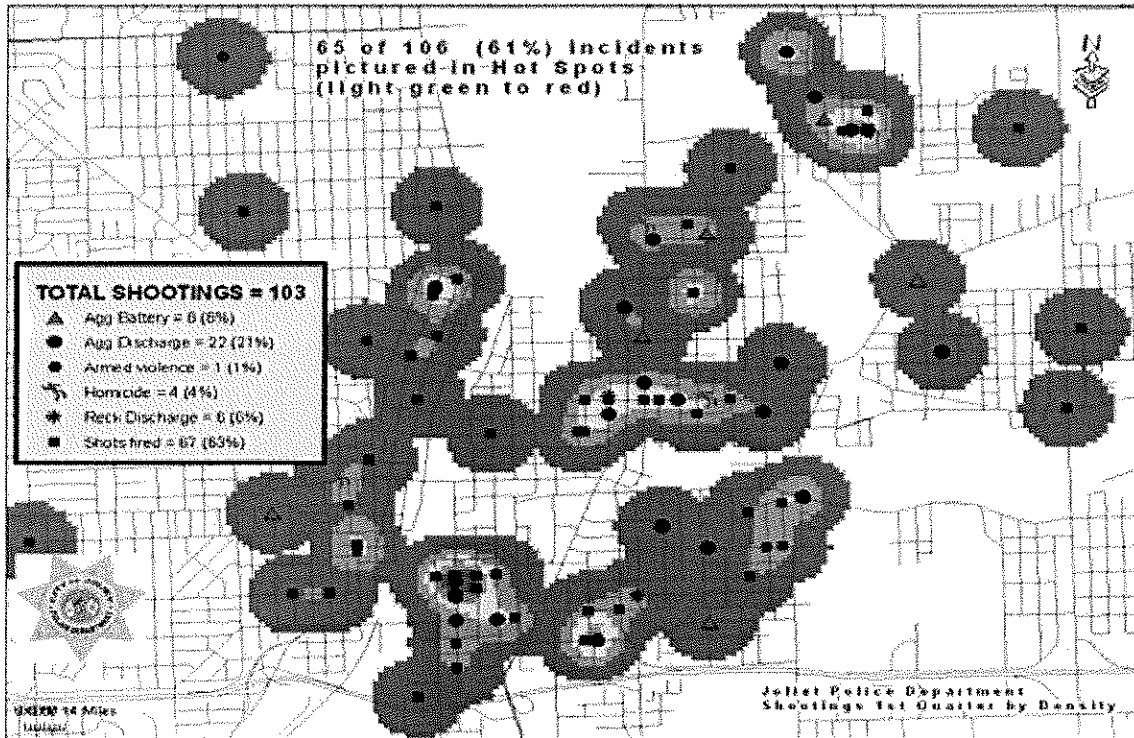 65 of 106 (61%) Incidents
pictured in Hot Spots
(light green to red)
N
TOTAL SHOOTINGS = 103
Agg Battery = 6 (6%)
Agg Discharge = 22 (21%)
Armed violence = 1 (1%)
Homicide = 4 (4%)
Reck Discharge = 6 (6%)
Shots fired = 67 (63%)
Miles
Joliet Police Department
Shootings 1st Quarter by Density